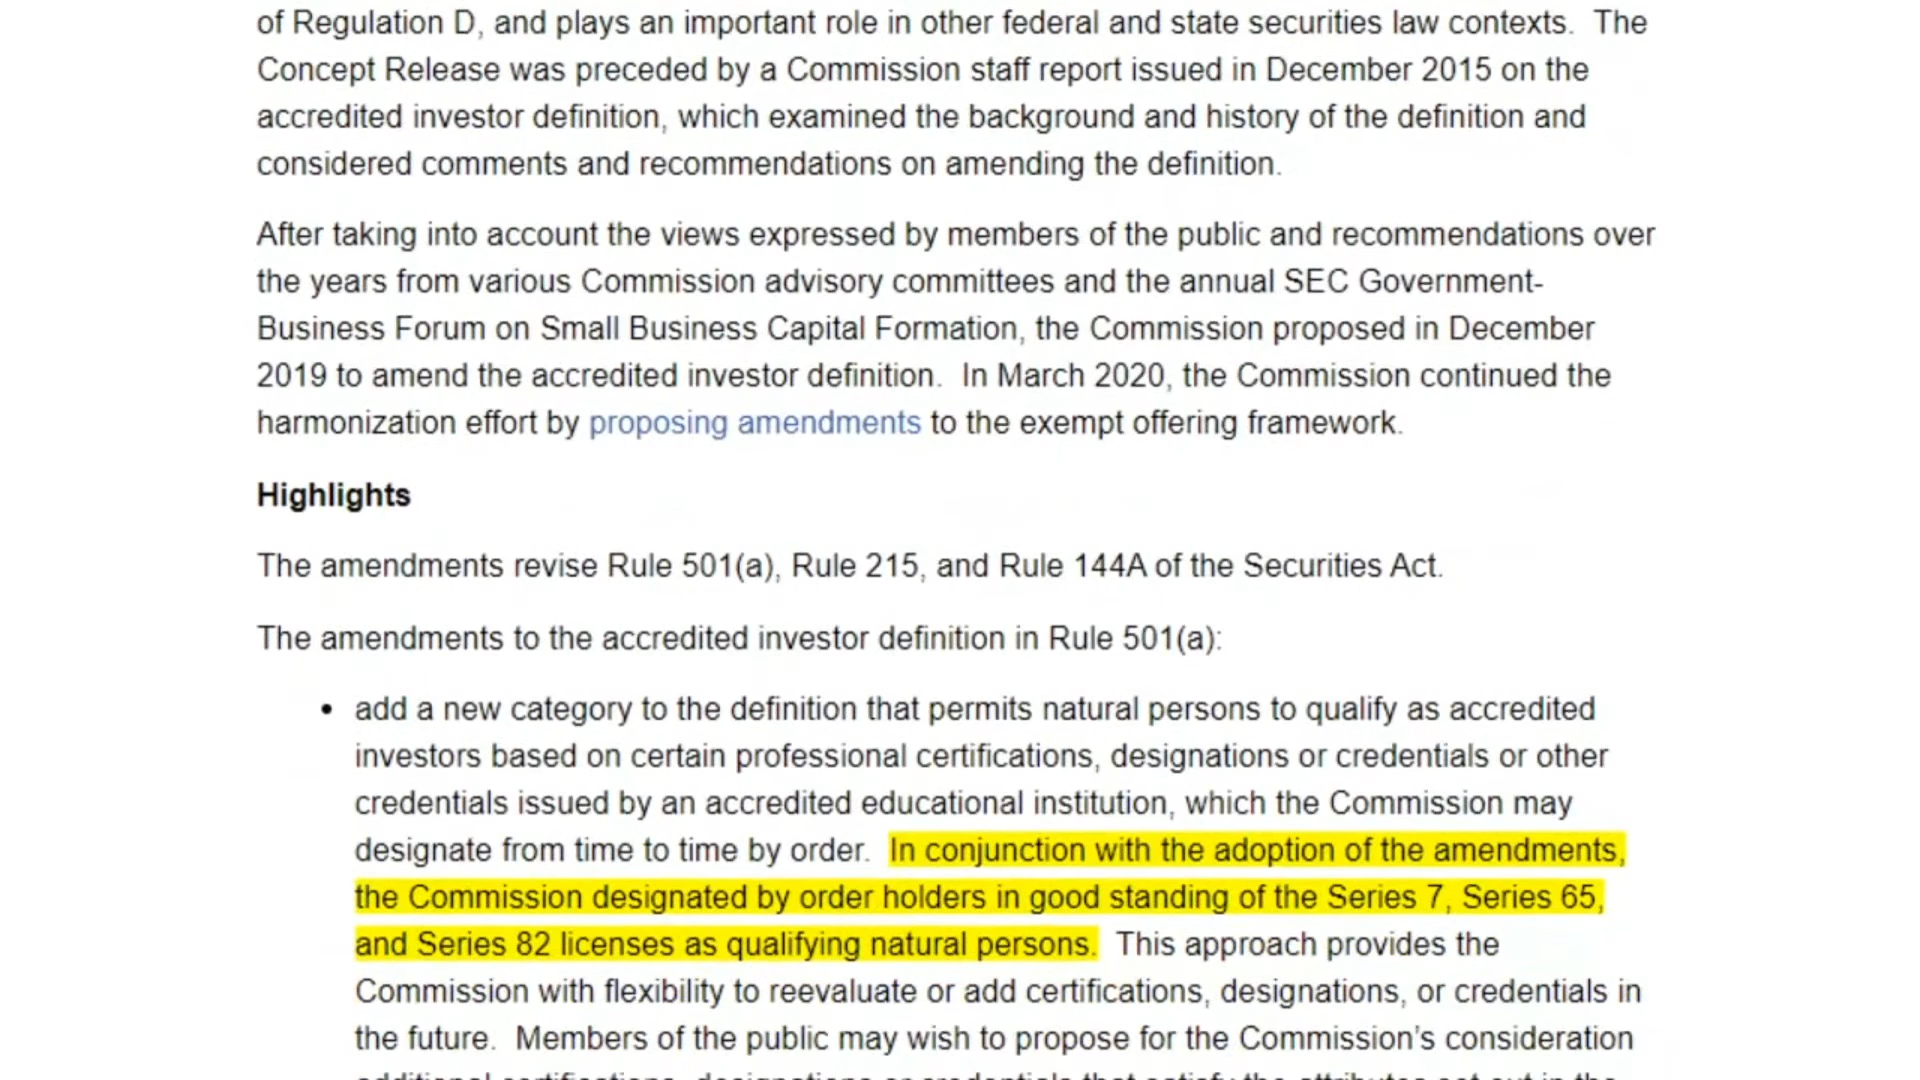 of Regulation D, and plays an important role in other federal and state securities law contexts.  The
Concept Release was preceded by a Commission staff report issued in December 2015 on the
accredited investor definition, which examined the background and history of the definition and
considered comments and recommendations on amending the definition.
After taking into account the views expressed by members of the public and recommendations over
the years from various Commission advisory committees and the annual SEC Government-
Business Forum on Small Business Capital Formation, the Commission proposed in December
2019 to amend the accredited investor definition.  In March 2020, the Commission continued the
harmonization effort by proposing amendments to the exempt offering framework.
Highlights
The amendments revise Rule 501(a), Rule 215, and Rule 144A of the Securities Act.
The amendments to the accredited investor definition in Rule 501(a):
• add a new category to the definition that permits natural persons to qualify as accredited
investors based on certain professional certifications, designations or credentials or other
credentials issued by an accredited educational institution, which the Commission may
designate from time to time by order.  In conjunction with the adoption of the amendments,
the Commission designated by order holders in good standing of the Series 7, Series 65,
and Series 82 licenses as qualifying natural persons.  This approach provides the
Commission with flexibility to reevaluate or add certifications, designations, or credentials in
the future.  Members of the public may wish to propose for the Commission's consideration